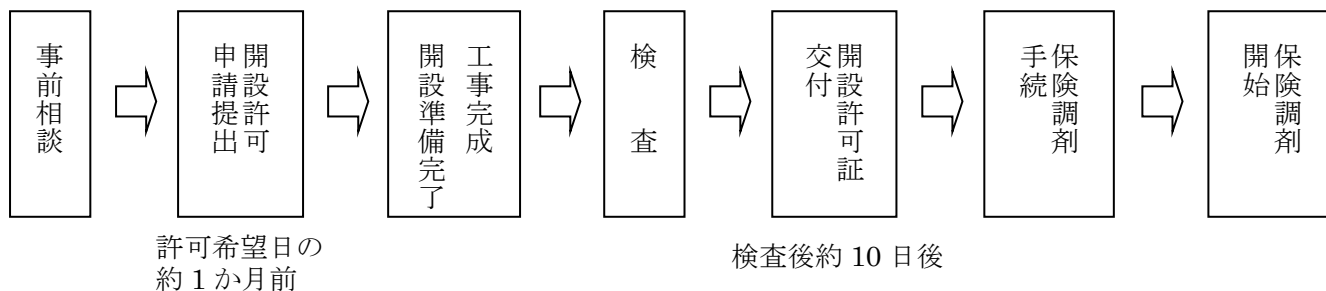 事前相談
開設許可
申請提出
工事完成
開設準備完了
検査
開設許可証
交付
保険調剤
手続
保険調剤
開始
許可希望日の
約1か月前
検査後約10日後